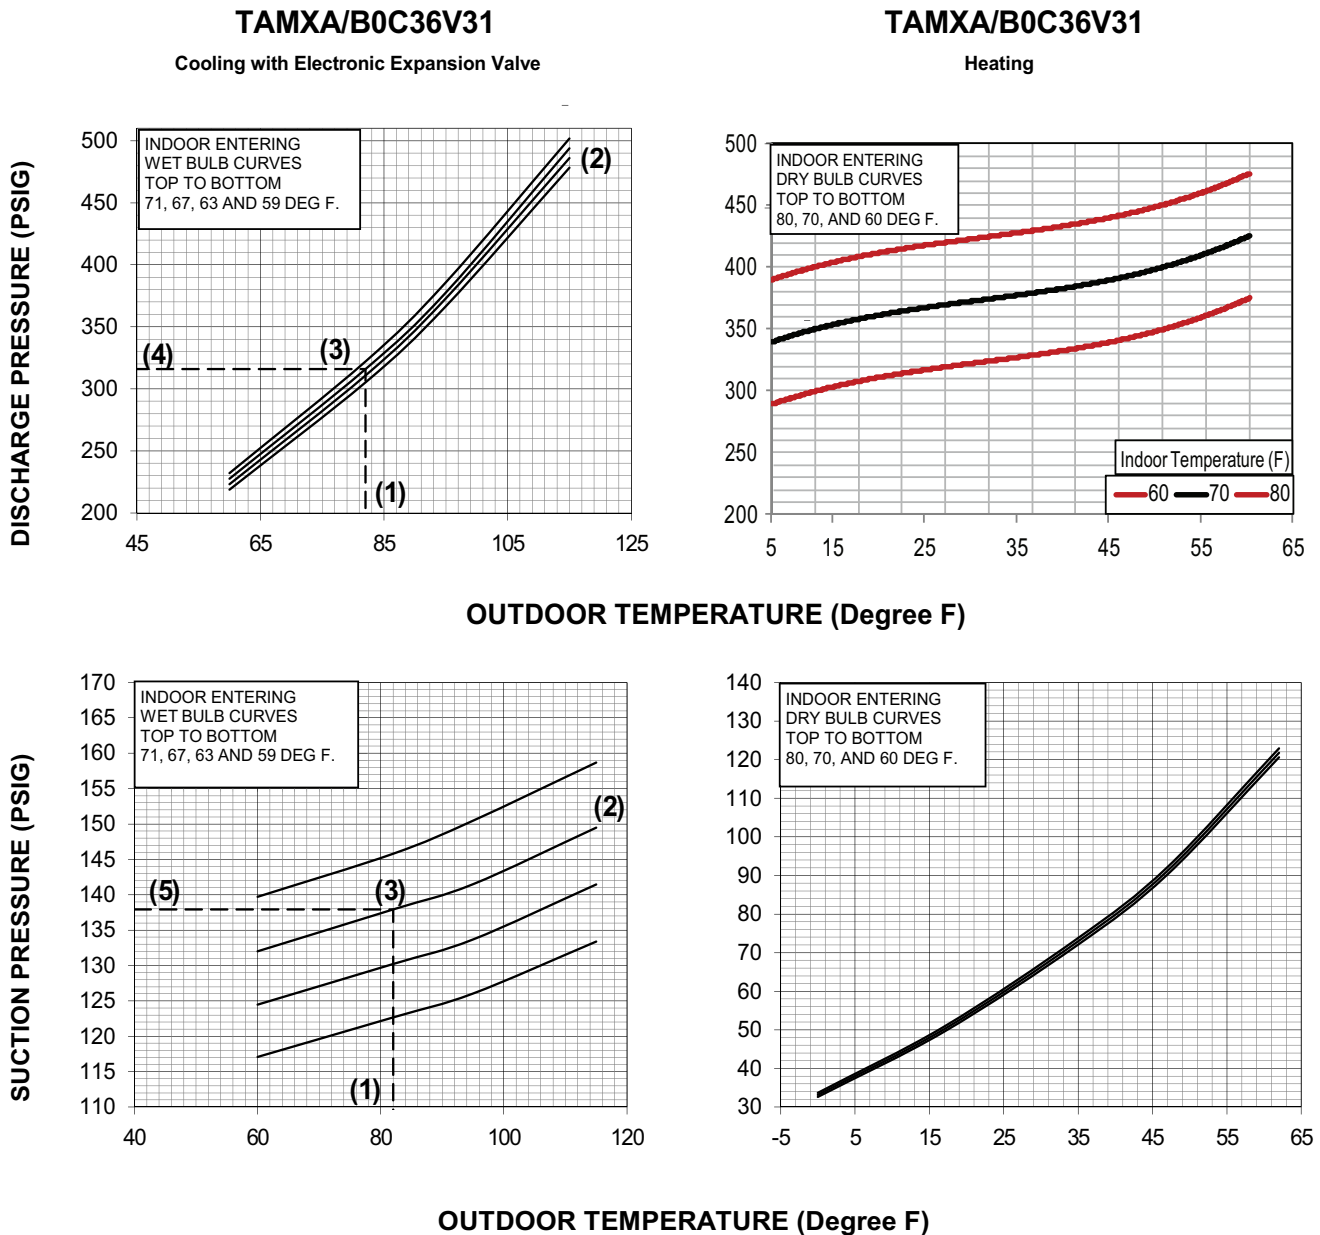 TAMXA/B0C36V31
Cooling with Electronic Expansion Valve
TAMXA/B0C36V31
Heating
DISCHARGE PRESSURE (PSIG)
500
450
400
350
300
250
200
INDOOR ENTERING
WET BULB CURVES
TOP TO BOTTOM
71, 67, 63 AND 59 DEG F.
(2)
(3)
(4)
(1)
45 65 85 105 125
500
450
400
350
300
250
200
INDOOR ENTERING
DRY BULB CURVES
TOP TO BOTTOM
80, 70, AND 60 DEG F.
Indoor Temperature (F)
60 70 80
5 15 25 35 45 55 65
OUTDOOR TEMPERATURE (Degree F)
SUCTION PRESSURE (PSIG)
170
165
160
155
150
145
140
135
130
125
120
115
110
INDOOR ENTERING
WET BULB CURVES
TOP TO BOTTOM
71, 67, 63 AND 59 DEG F.
(2)
(5)
(3)
(1)
40 60 80 100 120
140
130
120
110
100
90
80
70
60
50
40
30
INDOOR ENTERING
DRY BULB CURVES
TOP TO BOTTOM
80, 70, AND 60 DEG F.
-5 5 15 25 35 45 55 65
OUTDOOR TEMPERATURE (Degree F)